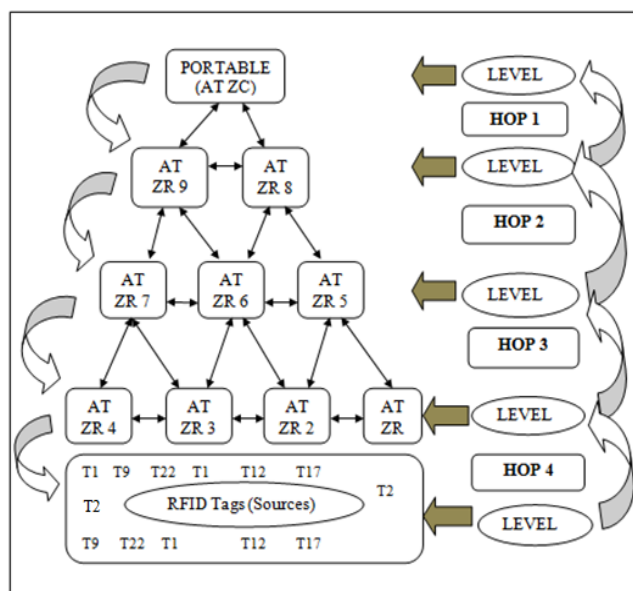 PORTABLE
(AT ZC)
LEVEL
HOP 1
AT
ZR 9
AT
ZR 8
LEVEL
HOP 2
AT
ZR 7
AT
ZR 6
AT
ZR 5
LEVEL
HOP 3
AT
ZR 4
AT
ZR 3
AT
ZR 2
AT
ZR
LEVEL
HOP 4
T1 T9 T22 T1 T12 T17
T2
RFID Tags (Sources)
T2
T9 T22 T1 T12 T17
LEVEL